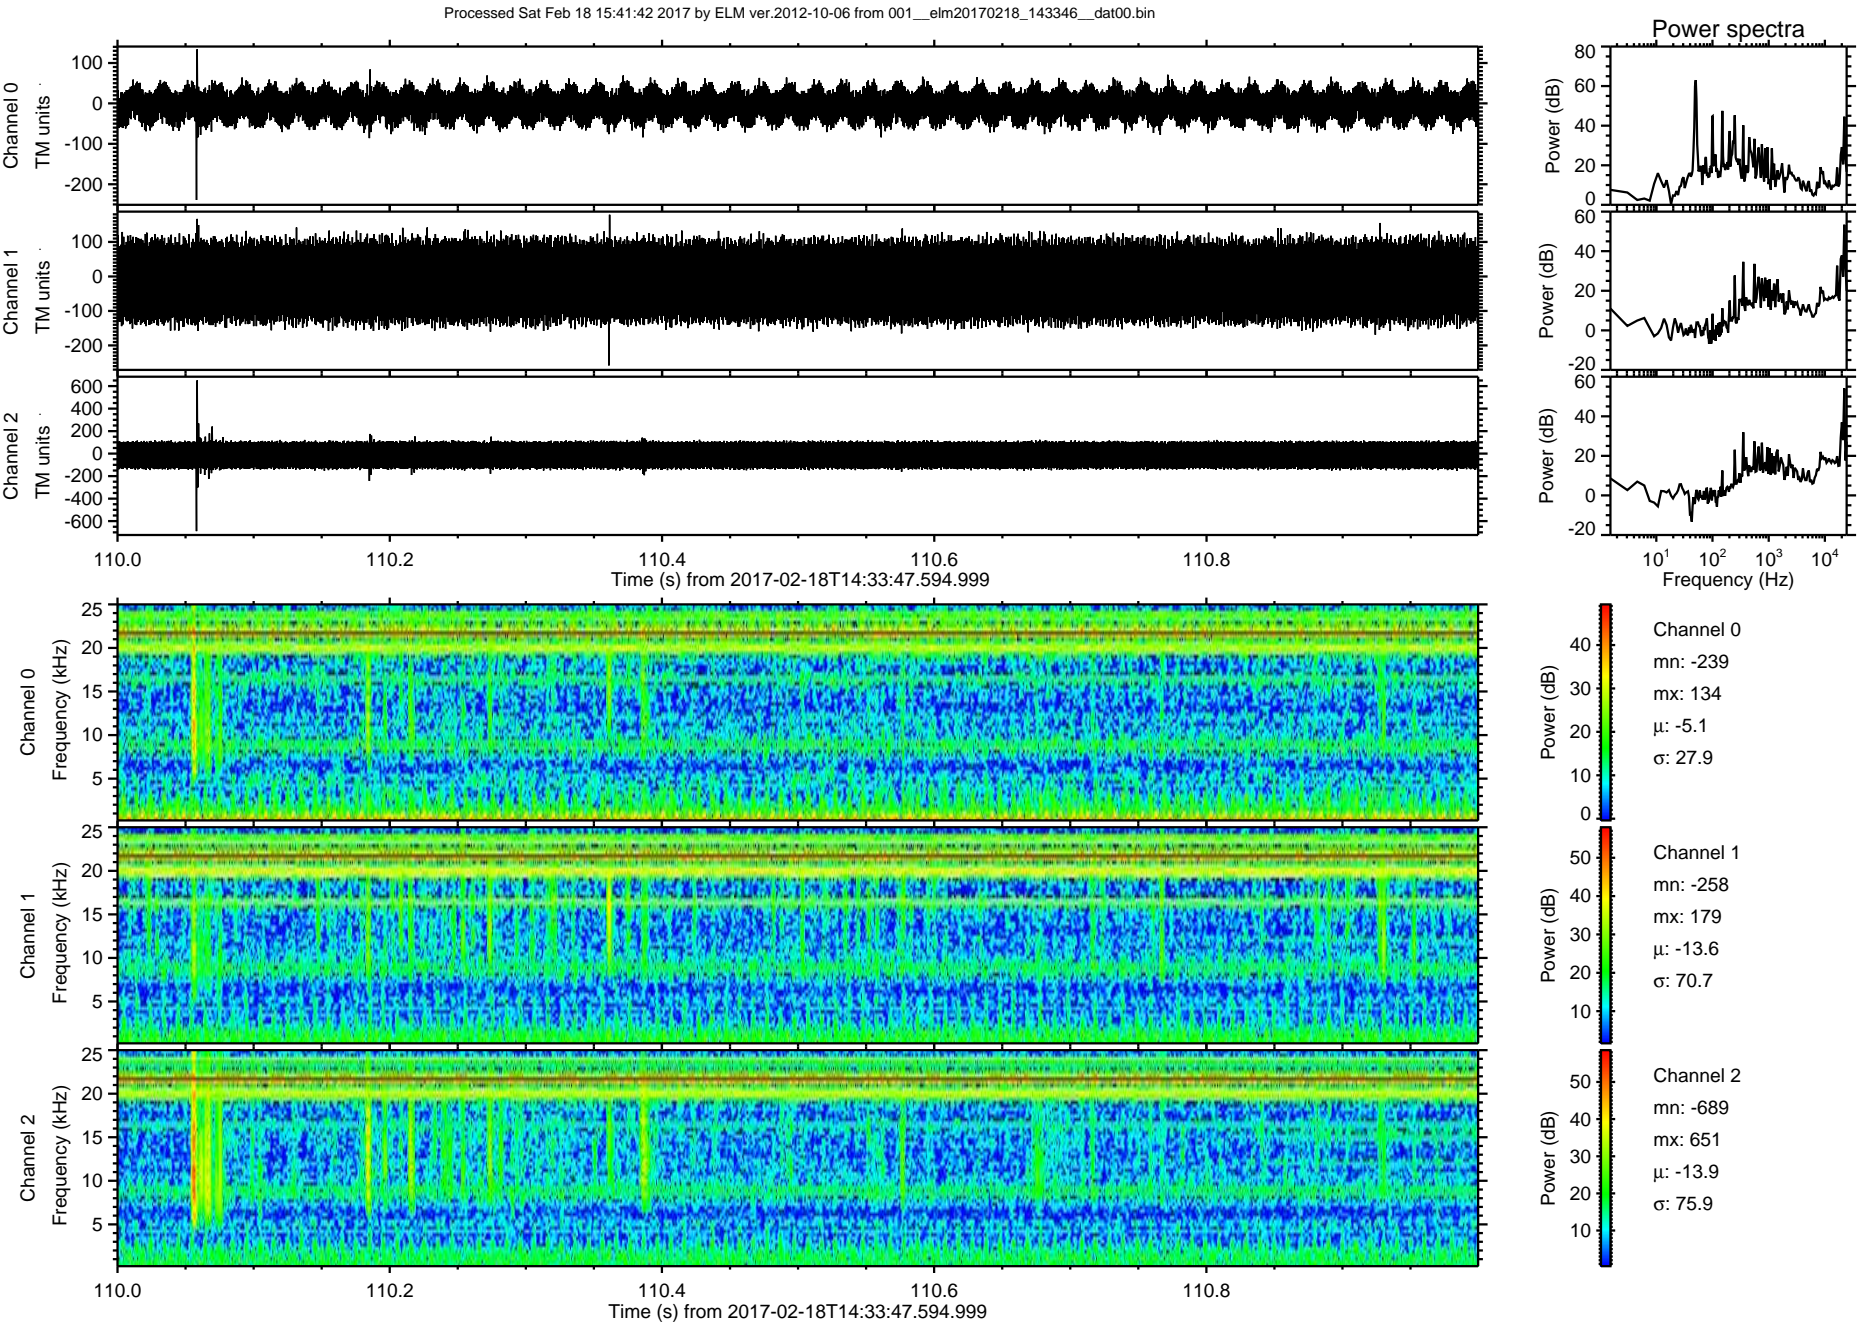 Processed Sat Feb 18 15:41:42 2017 by ELM ver.2012-10-06 from 001__elm20170218_143346__dat00.bin
Power spectra
Channel 0
TM units
100
0
-100
-200
Power (dB)
80
60
40
20
0
Channel 1
TM units
100
0
-100
-200
Power (dB)
60
40
20
0
-20
Channel 2
TM units
600
400
200
0
-200
-400
-600
Power (dB)
60
40
20
0
-20
110.0 110.2 110.4 110.6 110.8
Time (s) from 2017-02-18T14:33:47.594.999
10¹ 10² 10³ 10⁴
Frequency (Hz)
Channel 0
Frequency (kHz)
25
20
15
10
5
Power (dB)
40
30
20
10
0
Channel 0
mn: -239
mx: 134
µ: -5.1
σ: 27.9
Channel 1
Frequency (kHz)
25
20
15
10
5
Power (dB)
50
40
30
20
10
Channel 1
mn: -258
mx: 179
µ: -13.6
σ: 70.7
Channel 2
Frequency (kHz)
25
20
15
10
5
Power (dB)
50
40
30
20
10
Channel 2
mn: -689
mx: 651
µ: -13.9
σ: 75.9
110.0 110.2 110.4 110.6 110.8
Time (s) from 2017-02-18T14:33:47.594.999